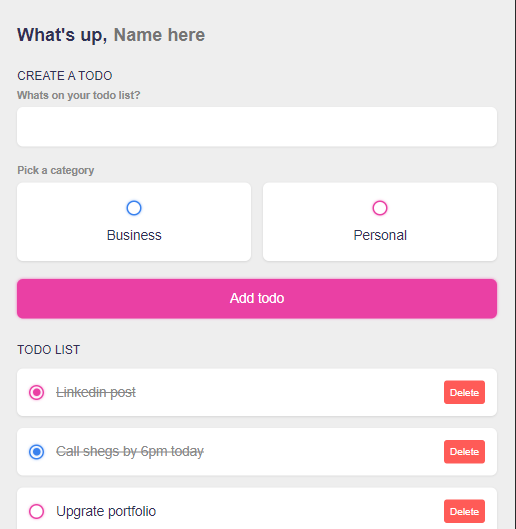 What's up, Name here
CREATE A TODO
Whats on your todo list?
Pick a category
Business Personal
Add todo
TODO LIST
Linkedin post Delete
Call shegs by 6pm today Delete
Upgrate portfolio Delete